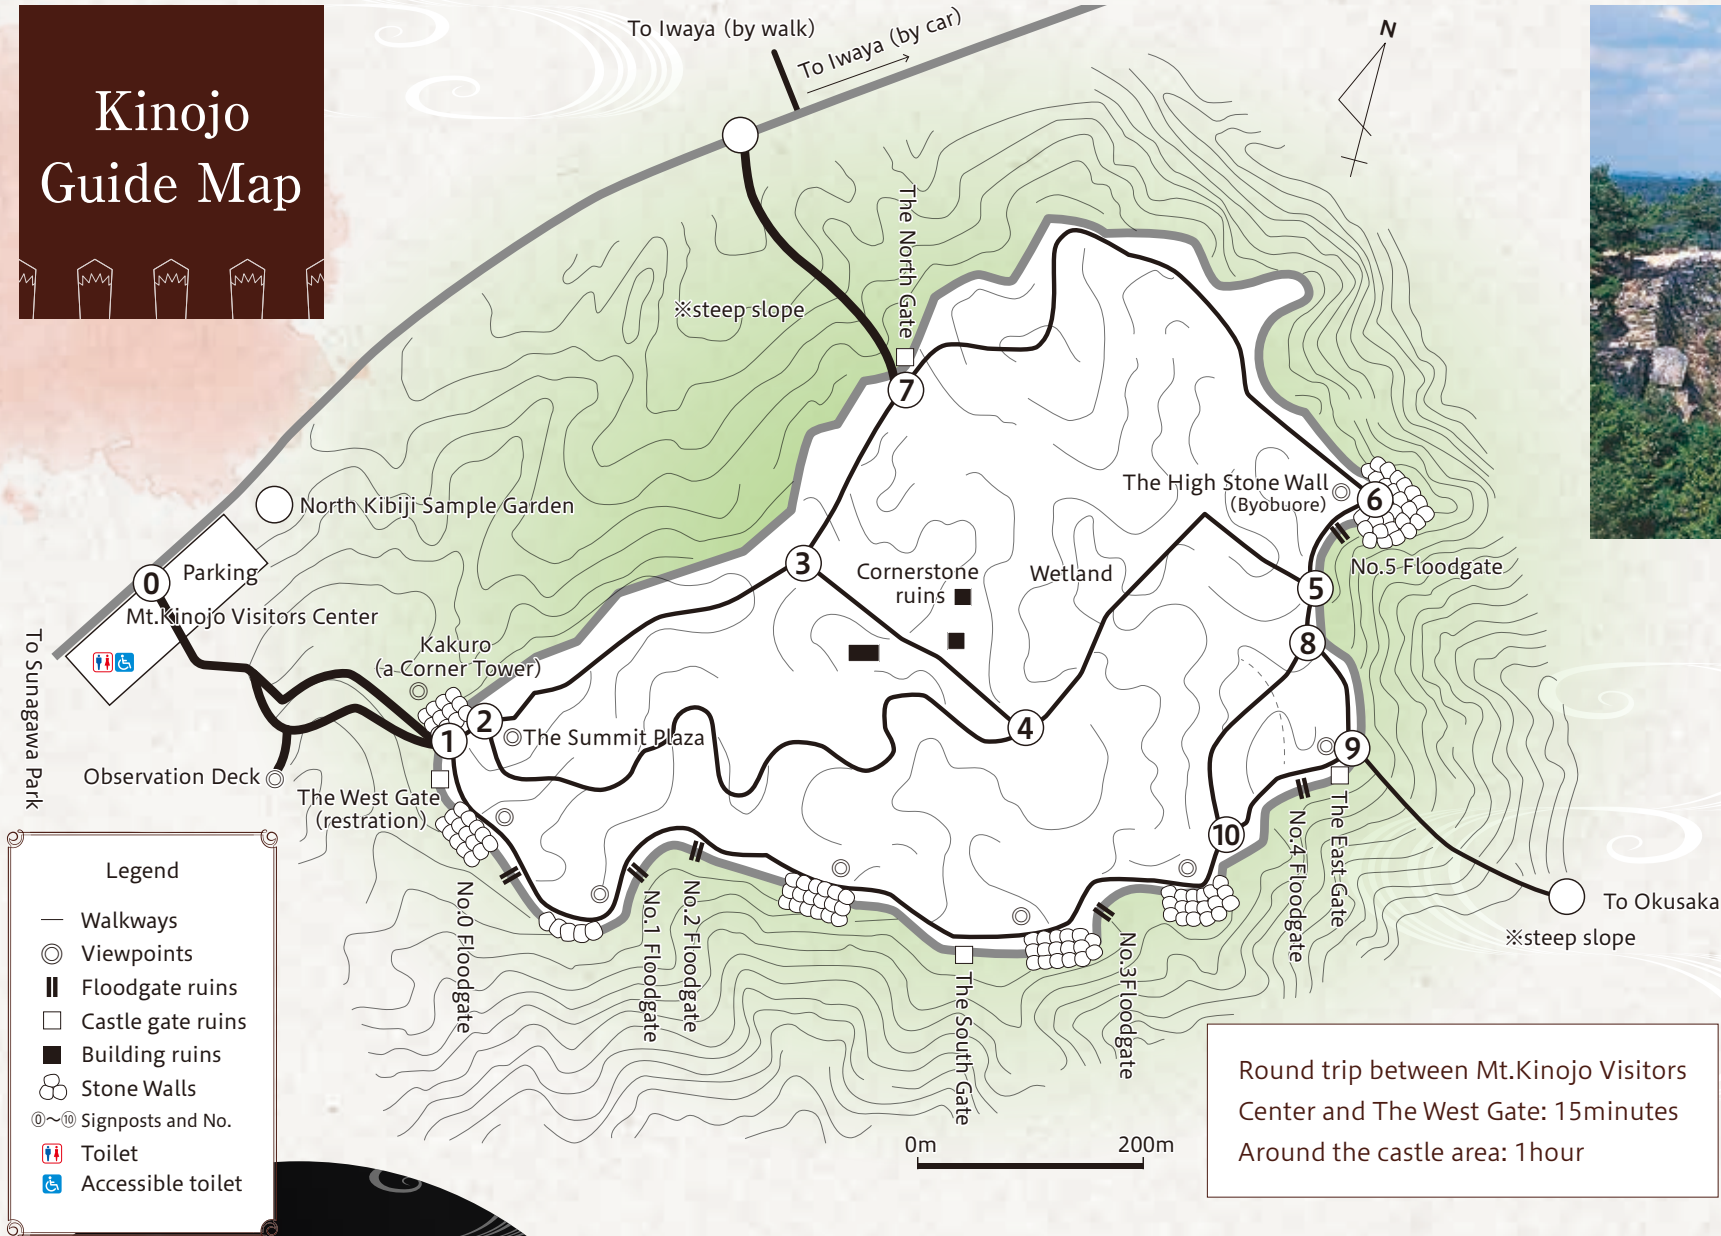 Kinojo
Guide Map
To Iwaya (by walk)
To Iwaya (by car)
N
The North Gate
※steep slope
7
North Kibiji Sample Garden
The High Stone Wall
(Byobuore)
6
No.5 Floodgate
0
Parking
Mt.Kinojo Visitors Center
3
Cornerstone
ruins
Wetland
5
8
To Sunagawa Park
Kakuro
(a Corner Tower)
2
1
The Summit Plaza
4
9
Observation Deck
The West Gate
(restration)
10
No.0 Floodgate
No.1 Floodgate
No.2 Floodgate
The South Gate
No.3Floodgate
No.4 Floodgate
The East Gate
To Okusaka
※steep slope
Legend
Walkways
Viewpoints
Floodgate ruins
Castle gate ruins
Building ruins
Stone Walls
⓪〜⑩ Signposts and No.
Toilet
Accessible toilet
0m 200m
Round trip between Mt.Kinojo Visitors
Center and The West Gate: 15minutes
Around the castle area: 1hour